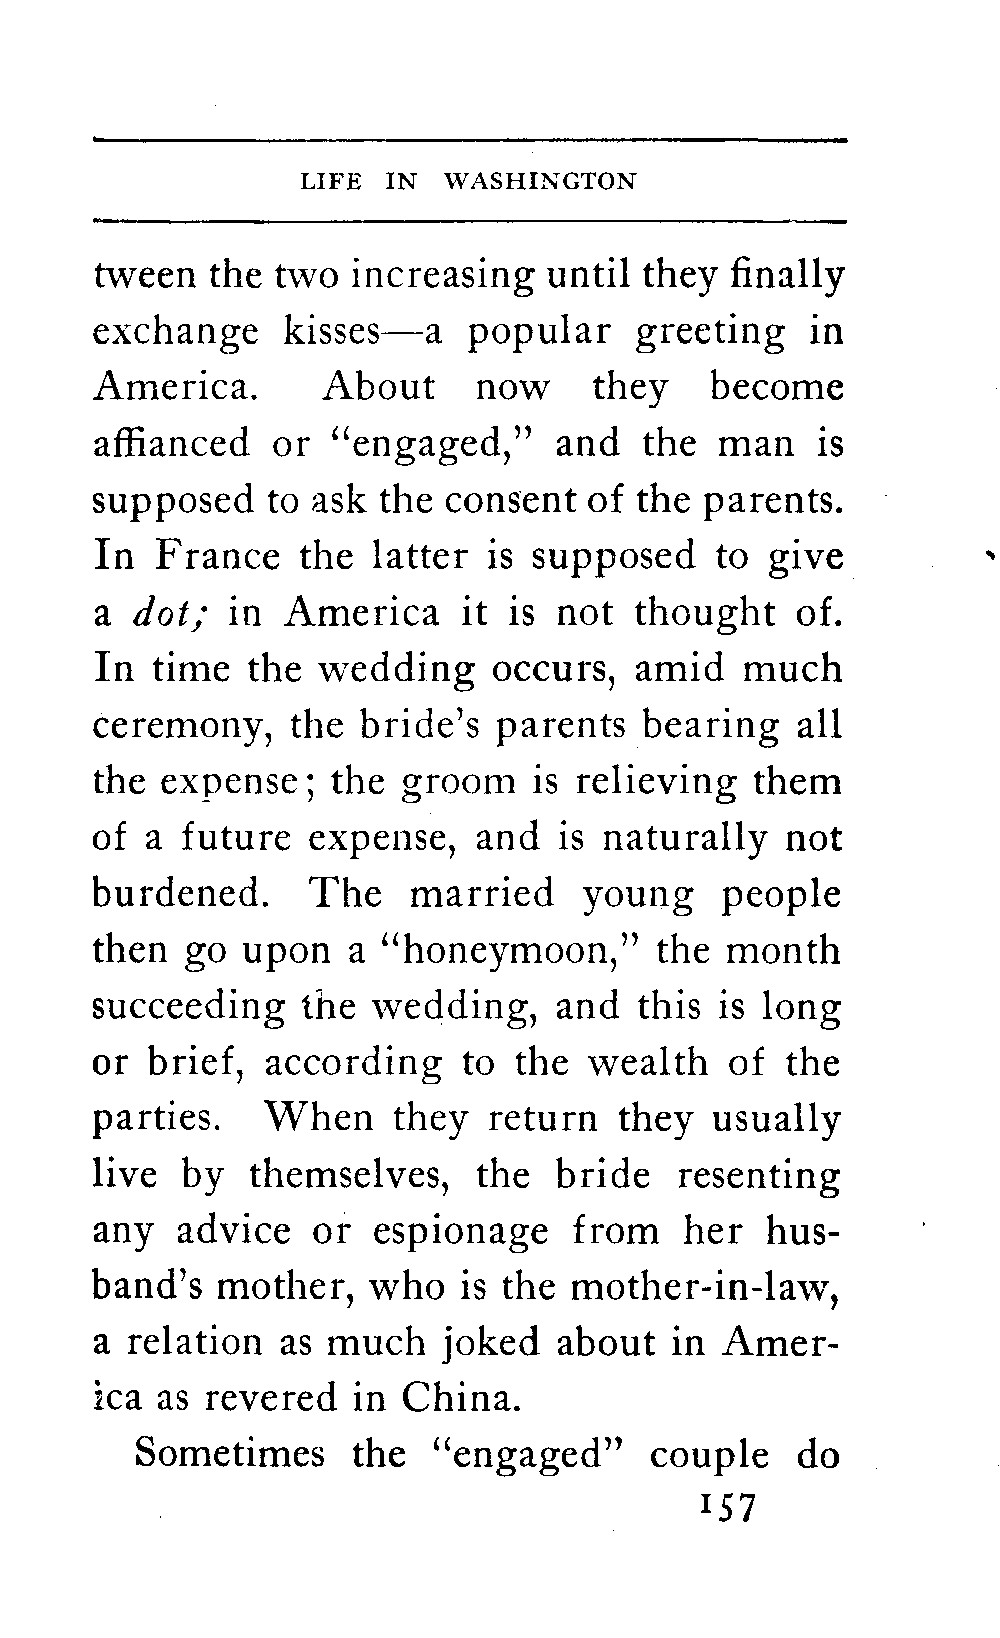 LIFE IN WASHINGTON
tween the two increasing until they finally
exchange kisses—a popular greeting in
America. About now they become
affianced or “engaged,” and the man is
supposed to ask the consent of the parents.
In France the latter is supposed to give
a dot; in America it is not thought of.
In time the wedding occurs, amid much
ceremony, the bride’s parents bearing all
the expense; the groom is relieving them
of a future expense, and is naturally not
burdened. The married young people
then go upon a “honeymoon,” the month
succeeding the wedding, and this is long
or brief, according to the wealth of the
parties. When they return they usually
live by themselves, the bride resenting
any advice or espionage from her hus-
band’s mother, who is the mother-in-law,
a relation as much joked about in Amer-
ica as revered in China.
Sometimes the “engaged” couple do
157